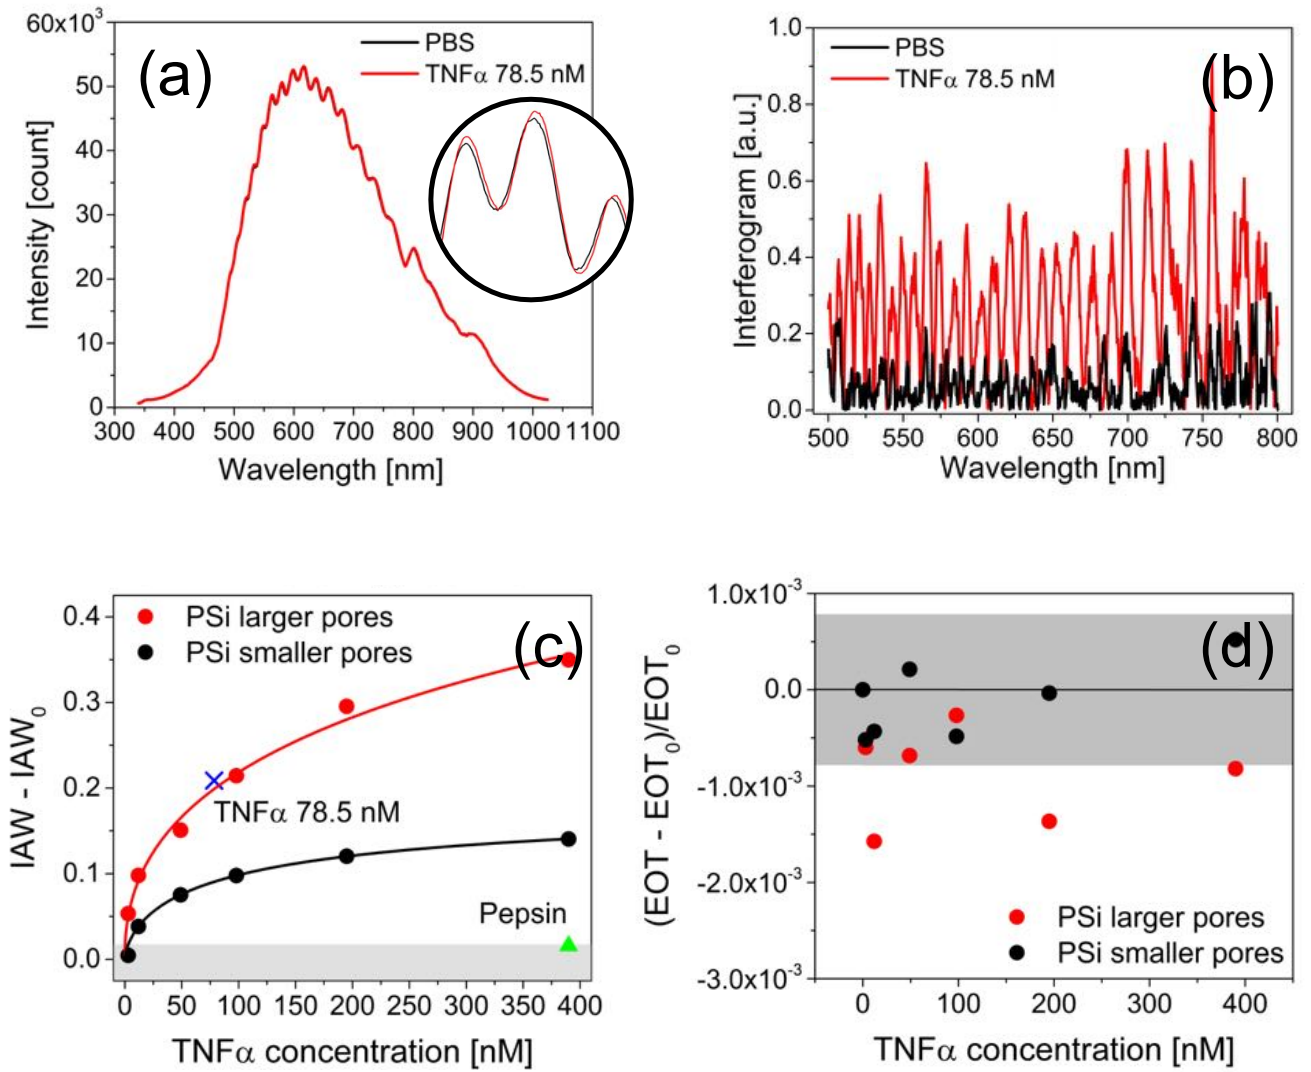 60x10³
50
40
30
20
10
0
Intensity [count]
(a)
PBS
TNFα 78.5 nM
300 400 500 600 700 800 900 1000 1100
Wavelength [nm]
1.0
0.8
0.6
0.4
0.2
0.0
Interferogram [a.u.]
PBS
TNFα 78.5 nM
(b)
500 550 600 650 700 750 800
Wavelength [nm]
0.4
0.3
0.2
0.1
0.0
IAW - IAW₀
PSi larger pores
PSi smaller pores
(c)
TNFα 78.5 nM
Pepsin
0 50 100 150 200 250 300 350 400
TNFα concentration [nM]
1.0x10⁻³
0.0
-1.0x10⁻³
-2.0x10⁻³
-3.0x10⁻³
(EOT - EOT₀)/EOT₀
(d)
PSi larger pores
PSi smaller pores
0 100 200 300 400
TNFα concentration [nM]